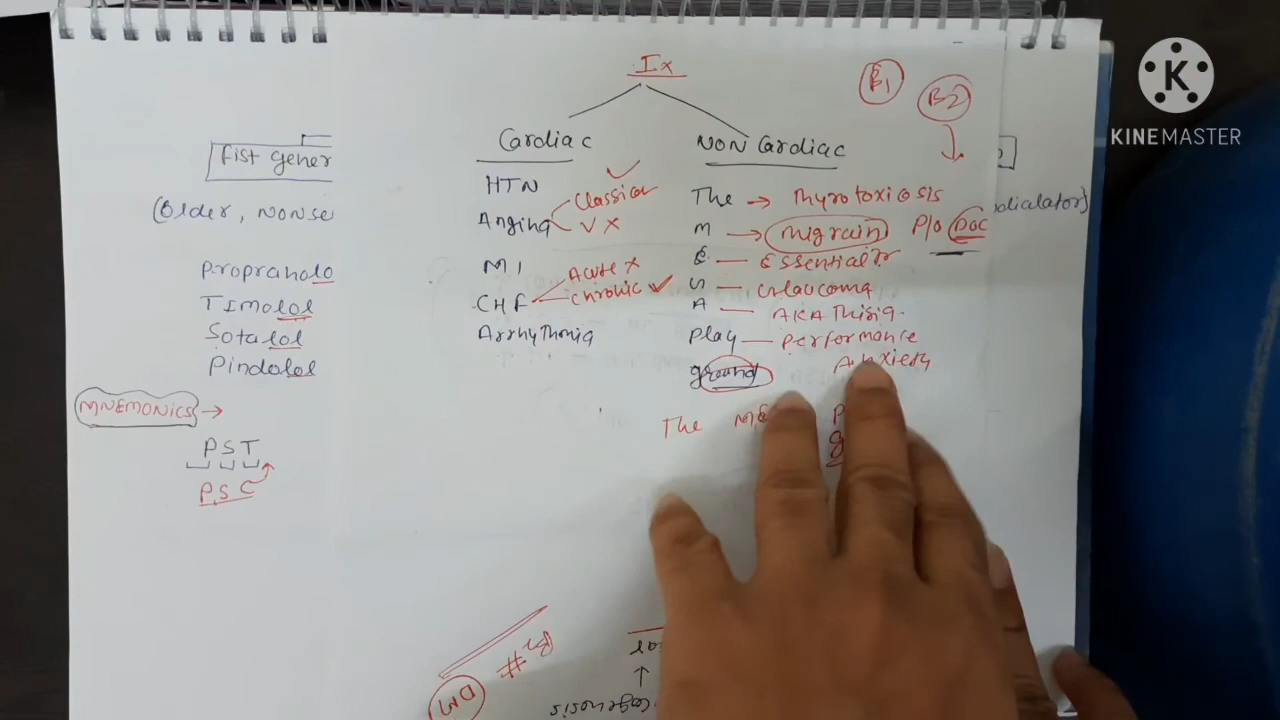 Ix
B1
B2
Cardiac
NON Cardiac
HTN
Angina
Classical
V X
MI
CHF
Acute X
Chronic
Arrhythmia
The → Thyrotoxicosis
M → migrain P/O DOC
E — Essential Tr
G — Glaucoma
A — AKAThisia
Play — Performance
Anxiety
ground
The
Fist gener
(Older, NONse
Propranolo
TImolol
Sotalol
Pindolol
MNEMONICS →
PST
PSC
DM
KINEMASTER